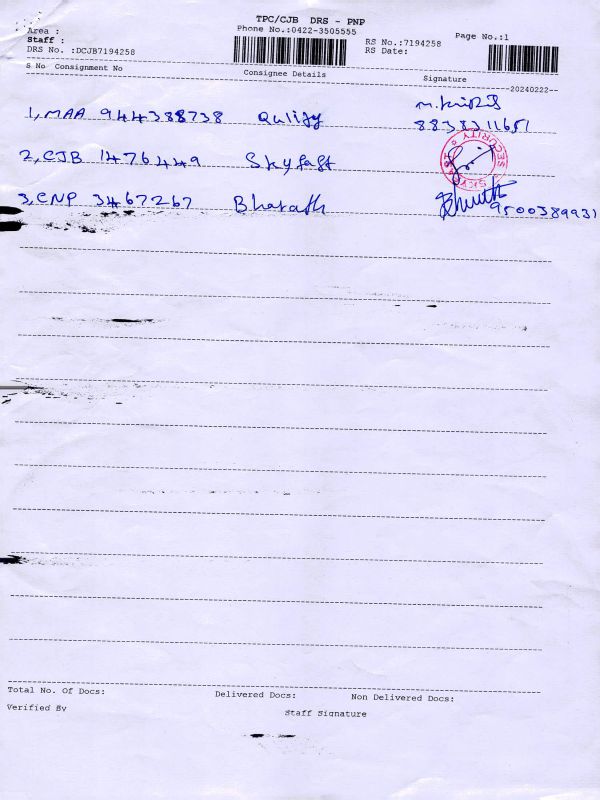 TPC/CJB DRS - PNP
Area :
Phone No.:0422-3505555
Page No.:1
Staff :
RS No.:7194258
DRS No. :DCJB7194258
RS Date:
S No Consignment No Consignee Details Signature
20240222--
1, MAA 944388738 Qulity
8838311651
2, CJB 1476449 Skyfast
SECURITY
3, CNP 3467267 Bharath
9500389931
Total No. Of Docs: Delivered Docs: Non Delivered Docs:
Verified By Staff Signature